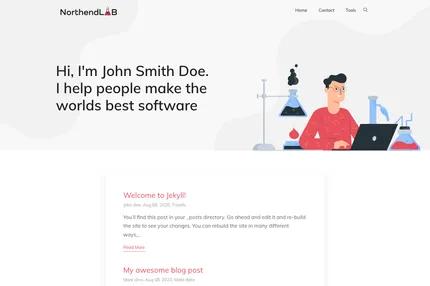 NorthendLAB
Home Contact Tools
Hi, I'm John Smith Doe.
I help people make the
worlds best software
Welcome to Jekyll!
john doe, Aug 08, 2020,
You'll find this post in your _posts directory. Go ahead and edit it and re-build
the site to see your changes. You can rebuild the site in many different
ways,...
Read More
My awesome blog post
Aug 08, 2020,